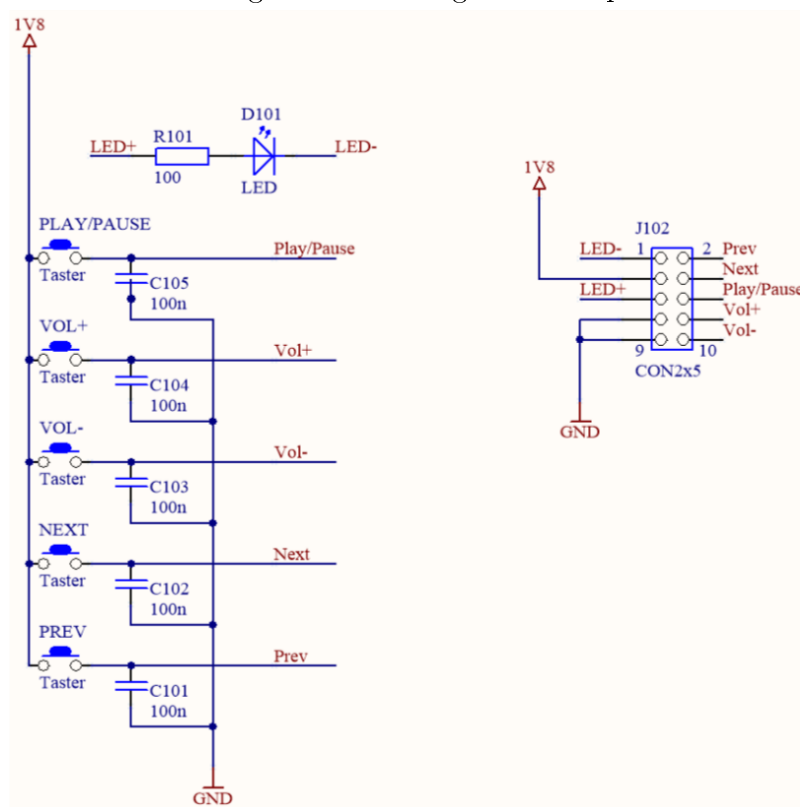 1V8
D101
LED+
R101
LED-
100
LED
1V8
PLAY/PAUSE
J102
Play/Pause
LED-
1
2
Prev
Taster
C105
Next
100n
LED+
Play/Pause
VOL+
Vol+
Vol+
Vol-
Taster
C104
9
10
100n
CON2x5
VOL-
GND
Vol-
Taster
C103
100n
NEXT
Next
Taster
C102
100n
PREV
Prev
Taster
C101
100n
GND